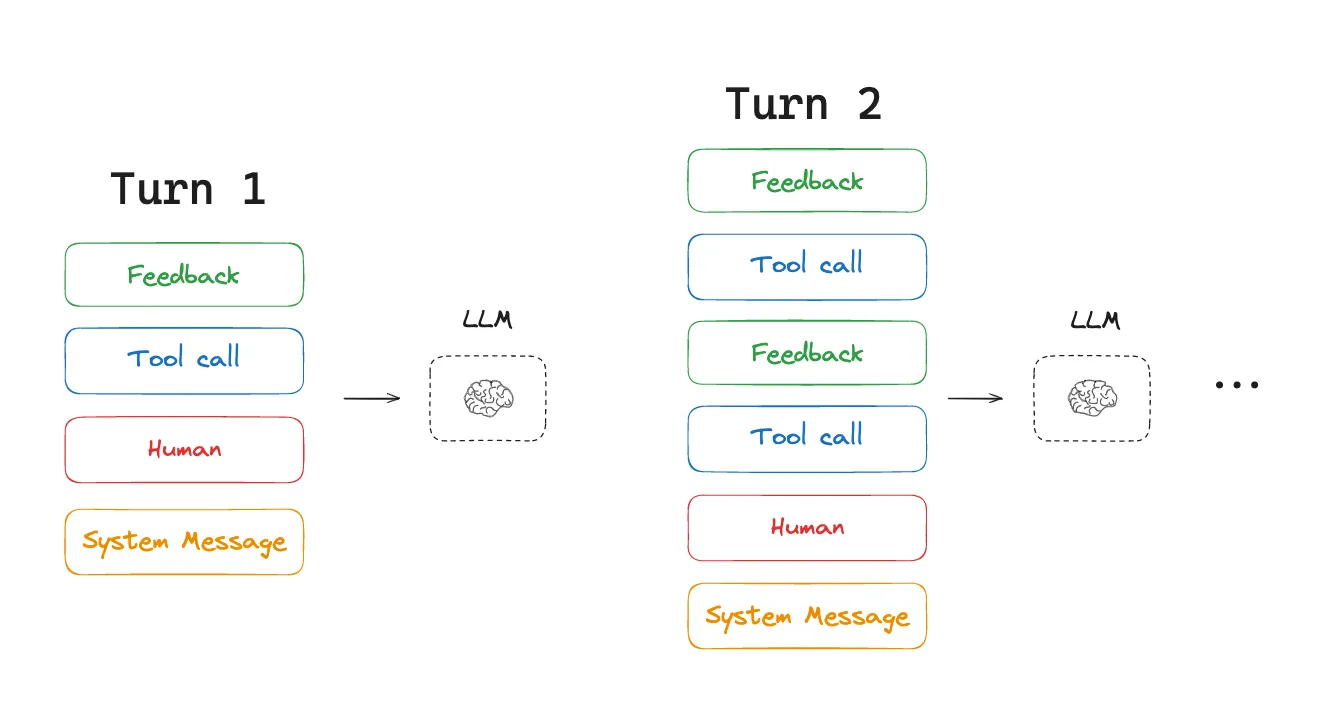 Turn 1
Feedback
Tool call
Human
System Message
LLM
Turn 2
Feedback
Tool call
Feedback
Tool call
Human
System Message
LLM
...